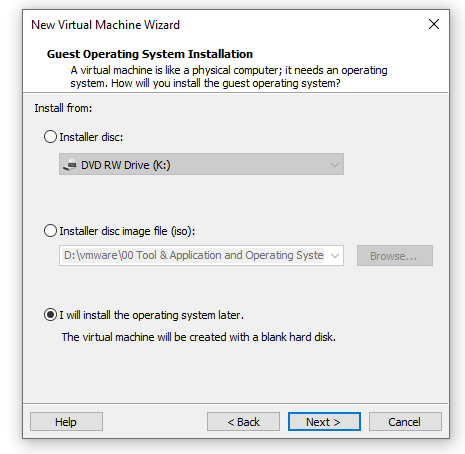 New Virtual Machine Wizard
Guest Operating System Installation
A virtual machine is like a physical computer; it needs an operating
system. How will you install the guest operating system?
Install from:
Installer disc:
DVD RW Drive (K:)
Installer disc image file (iso):
D:\vmware\00 Tool & Application and Operating Syste
Browse...
I will install the operating system later.
The virtual machine will be created with a blank hard disk.
Help
< Back
Next >
Cancel